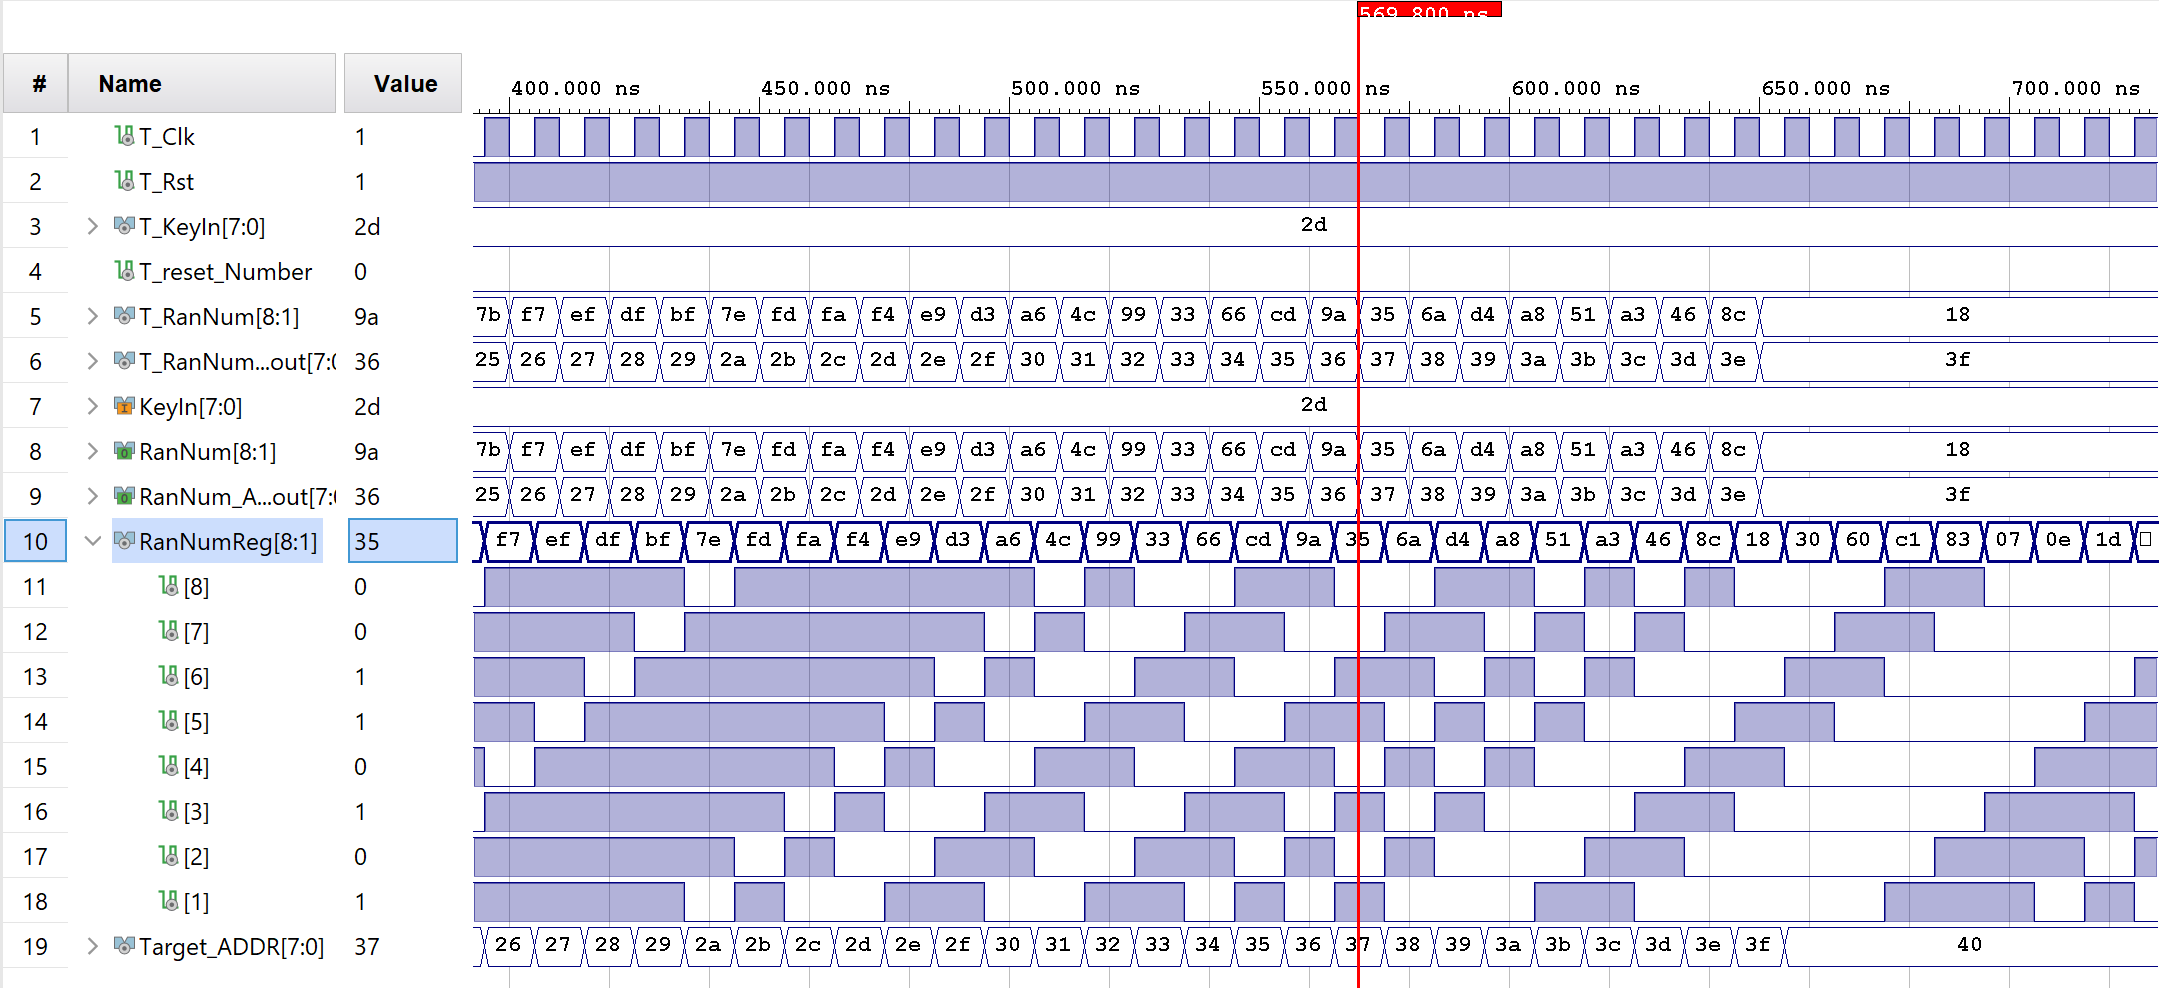 569.800 ns
# Name Value 400.000 ns 450.000 ns 500.000 ns 550.000 ns 600.000 ns 650.000 ns 700.000 ns
1 T_Clk 1
2 T_Rst 1
3 T_KeyIn[7:0] 2d 2d
4 T_reset_Number 0
5 T_RanNum[8:1] 9a 7b f7 ef df bf 7e fd fa f4 e9 d3 a6 4c 99 33 66 cd 9a 35 6a d4 a8 51 a3 46 8c 18
6 T_RanNum...out[7:0 36 25 26 27 28 29 2a 2b 2c 2d 2e 2f 30 31 32 33 34 35 36 37 38 39 3a 3b 3c 3d 3e 3f
7 KeyIn[7:0] 2d 2d
8 RanNum[8:1] 9a 7b f7 ef df bf 7e fd fa f4 e9 d3 a6 4c 99 33 66 cd 9a 35 6a d4 a8 51 a3 46 8c 18
9 RanNum_A...out[7:0 36 25 26 27 28 29 2a 2b 2c 2d 2e 2f 30 31 32 33 34 35 36 37 38 39 3a 3b 3c 3d 3e 3f
10 RanNumReg[8:1] 35 f7 ef df bf 7e fd fa f4 e9 d3 a6 4c 99 33 66 cd 9a 35 6a d4 a8 51 a3 46 8c 18 30 60 c1 83 07 0e 1d
11 [8] 0
12 [7] 0
13 [6] 1
14 [5] 1
15 [4] 0
16 [3] 1
17 [2] 0
18 [1] 1
19 Target_ADDR[7:0] 37 26 27 28 29 2a 2b 2c 2d 2e 2f 30 31 32 33 34 35 36 37 38 39 3a 3b 3c 3d 3e 3f 40